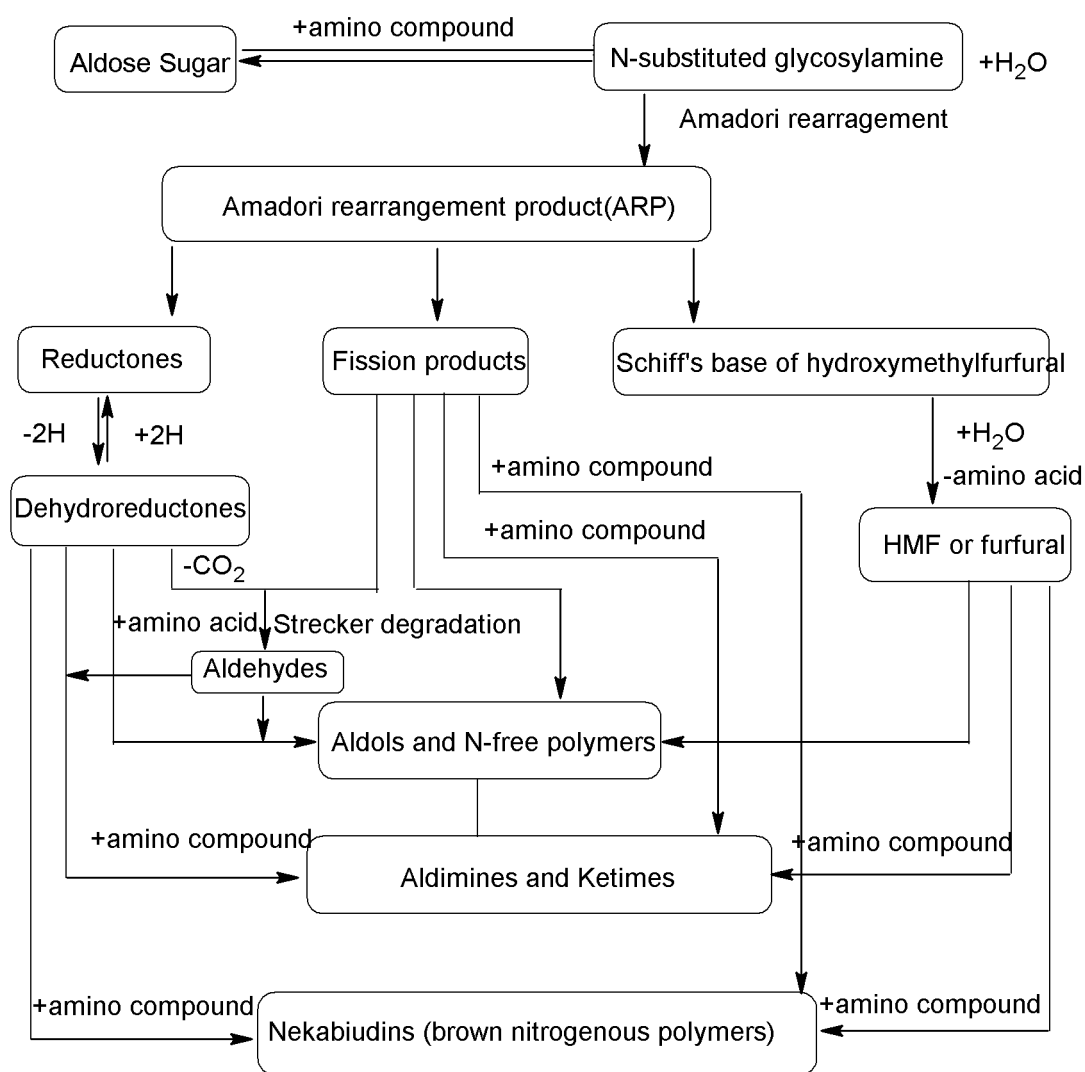 +amino compound
Aldose Sugar
N-substituted glycosylamine
+H2O
Amadori rearragement
Amadori rearrangement product(ARP)
Reductones
Fission products
Schiff's base of hydroxymethylfurfural
-2H
+2H
+H2O
+amino compound
-amino acid
Dehydroreductones
+amino compound
HMF or furfural
-CO2
+amino acid
Strecker degradation
Aldehydes
Aldols and N-free polymers
+amino compound
+amino compound
Aldimines and Ketimes
+amino compound
+amino compound
Nekabiudins (brown nitrogenous polymers)